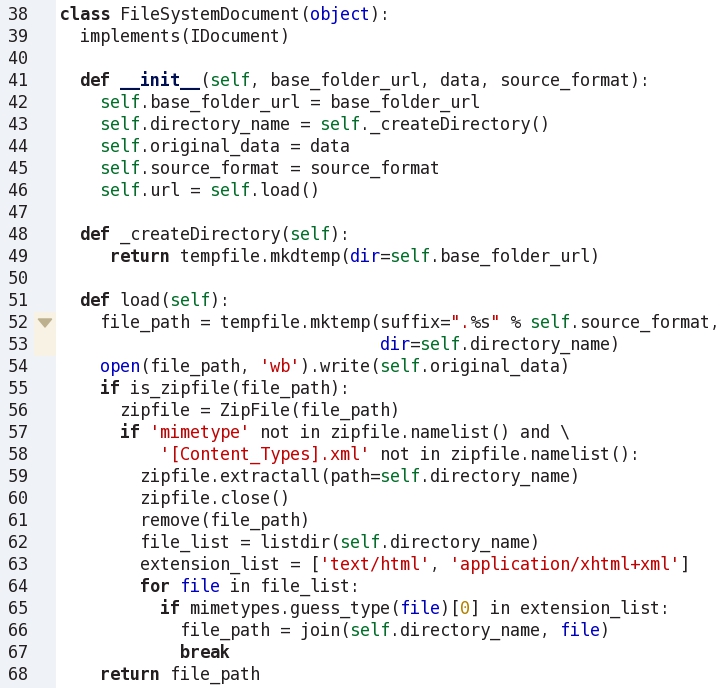 38 class FileSystemDocument(object):
39   implements(IDocument)
40
41   def __init__(self, base_folder_url, data, source_format):
42     self.base_folder_url = base_folder_url
43     self.directory_name = self._createDirectory()
44     self.original_data = data
45     self.source_format = source_format
46     self.url = self.load()
47
48   def _createDirectory(self):
49      return tempfile.mkdtemp(dir=self.base_folder_url)
50
51   def load(self):
52     file_path = tempfile.mktemp(suffix=".%s" % self.source_format,
53                                 dir=self.directory_name)
54     open(file_path, 'wb').write(self.original_data)
55     if is_zipfile(file_path):
56       zipfile = ZipFile(file_path)
57       if 'mimetype' not in zipfile.namelist() and \
58           '[Content_Types].xml' not in zipfile.namelist():
59         zipfile.extractall(path=self.directory_name)
60         zipfile.close()
61         remove(file_path)
62         file_list = listdir(self.directory_name)
63         extension_list = ['text/html', 'application/xhtml+xml']
64         for file in file_list:
65           if mimetypes.guess_type(file)[0] in extension_list:
66             file_path = join(self.directory_name, file)
67             break
68     return file_path